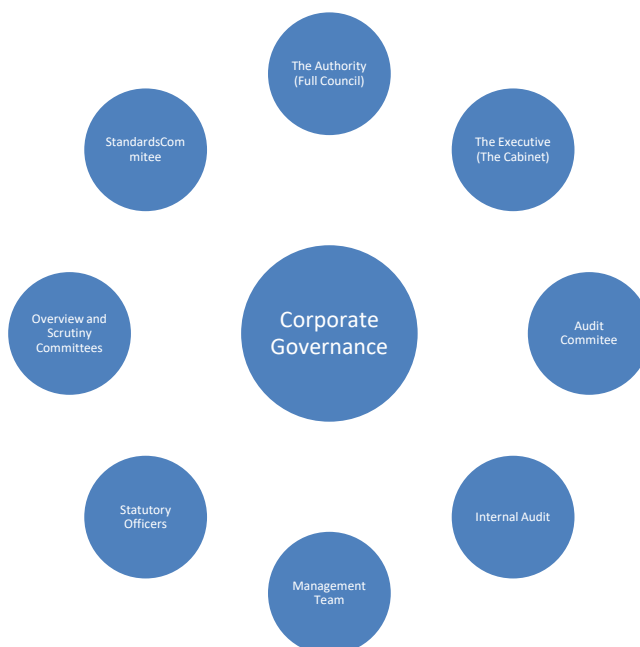 The Authority
(Full Council)
StandardsCom
mitee
The Executive
(The Cabinet)
Overview and
Scrutiny
Committees
Corporate
Governance
Audit
Commitee
Statutory
Officers
Internal Audit
Management
Team